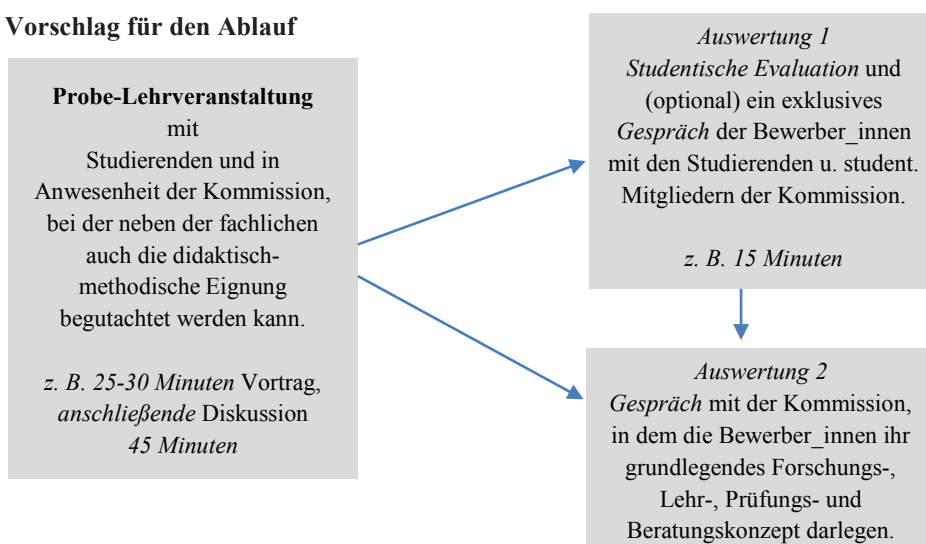 Vorschlag für den Ablauf
Probe-Lehrveranstaltung
mit
Studierenden und in
Anwesenheit der Kommission,
bei der neben der fachlichen
auch die didaktisch-
methodische Eignung
begutachtet werden kann.
z. B. 25-30 Minuten Vortrag,
anschließende Diskussion
45 Minuten
Auswertung 1
Studentische Evaluation und
(optional) ein exklusives
Gespräch der Bewerber_innen
mit den Studierenden u. student.
Mitgliedern der Kommission.
z. B. 15 Minuten
Auswertung 2
Gespräch mit der Kommission,
in dem die Bewerber_innen ihr
grundlegendes Forschungs-,
Lehr-, Prüfungs- und
Beratungskonzept darlegen.